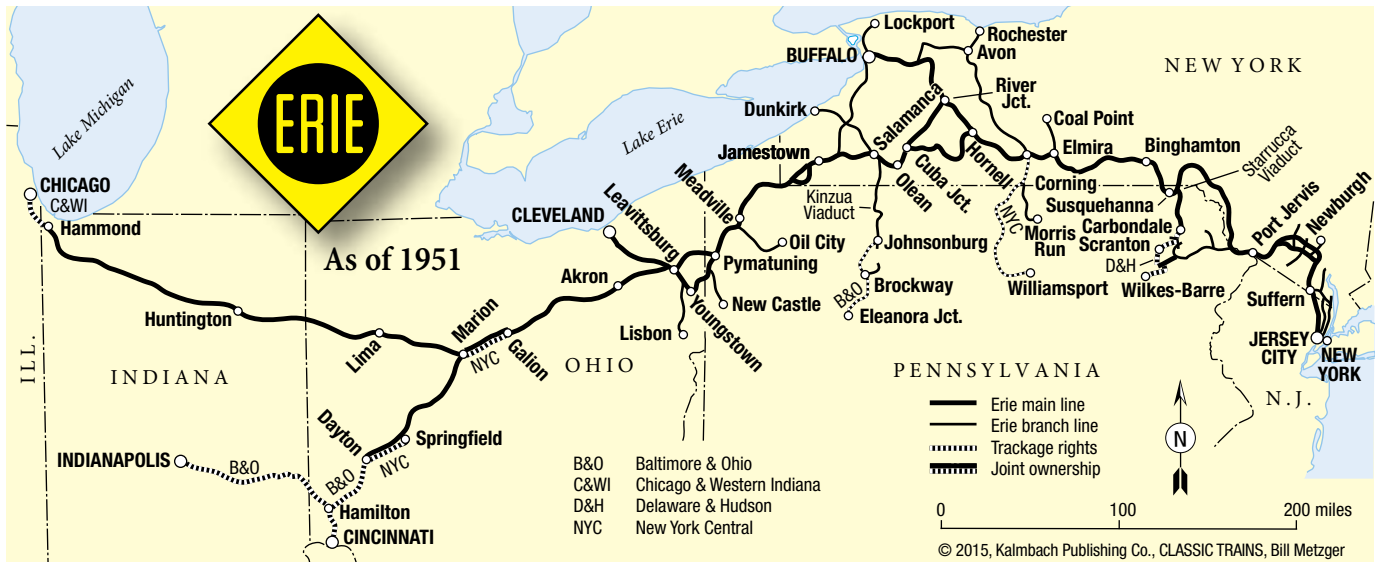 Lockport
Rochester
BUFFALO
Avon
NEW YORK
Lake Michigan
ERIE
River
Jct.
Dunkirk
Salamanca
Coal Point
Lake Erie
Elmira
Binghamton
Jamestown
Hornell
Starrucca
Viaduct
CHICAGO
C&WI
Leavittsburg
Meadville
Kinzua
Viaduct
Olean
Cuba Jct.
Corning
Susquehanna
Port Jervis
Newburgh
Hammond
CLEVELAND
NYC
Morris
Run
Carbondale
Scranton
As of 1951
Oil City
Johnsonburg
D&H
Pymatuning
Akron
B&O
Brockway
Williamsport
Wilkes-Barre
Huntington
New Castle
Suffern
Marion
Lisbon
Youngstown
Eleanora Jct.
Lima
NYC
Galion
JERSEY
CITY
NEW
YORK
ILL.
INDIANA
OHIO
PENNSYLVANIA
N.J.
Erie main line
Erie branch line
Trackage rights
Joint ownership
N
Dayton
Springfield
NYC
INDIANAPOLIS
B&O
B&O
Hamilton
CINCINNATI
B&O Baltimore & Ohio
C&WI Chicago & Western Indiana
D&H Delaware & Hudson
NYC New York Central
0 100 200 miles
© 2015, Kalmbach Publishing Co., CLASSIC TRAINS, Bill Metzger